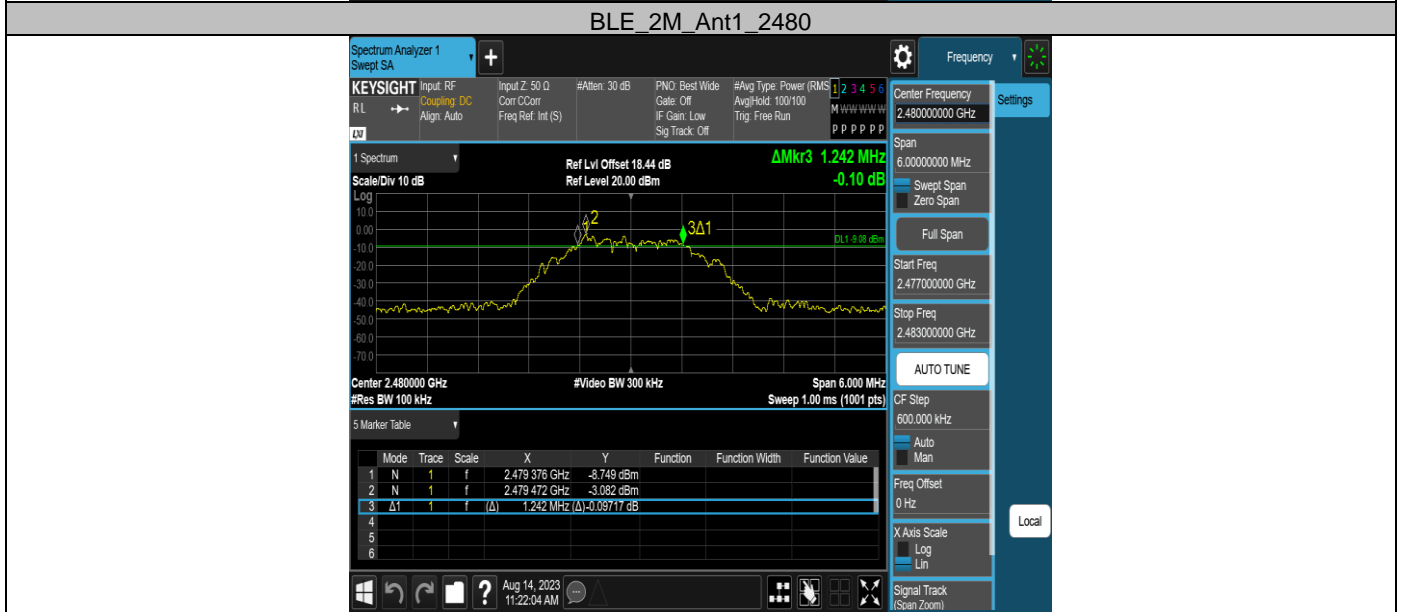 BLE_2M_Ant1_2480
Spectrum Analyzer 1
Swept SA
+
Frequency
KEYSIGHT
RL
LXI
Input: RF
Coupling: DC
Align: Auto
Input Z: 50 Ω
Corr CCorr
Freq Ref: Int (S)
#Atten: 30 dB
PNO: Best Wide
Gate: Off
IF Gain: Low
Sig Track: Off
#Avg Type: Power (RMS
Avg|Hold: 100/100
Trig: Free Run
1 2 3 4 5 6
M W W W W W
P P P P P P
1 Spectrum
Scale/Div 10 dB
Ref Lvl Offset 18.44 dB
Ref Level 20.00 dBm
ΔMkr3 1.242 MHz
-0.10 dB
Log
10.0
0.00
-10.0
-20.0
-30.0
-40.0
-50.0
-60.0
-70.0
2
3Δ1
DL1 -9.08 dBm
Center 2.480000 GHz
#Video BW 300 kHz
Span 6.000 MHz
#Res BW 100 kHz
Sweep 1.00 ms (1001 pts)
5 Marker Table
Mode Trace Scale X Y Function Function Width Function Value
1 N 1 f 2.479 376 GHz -8.749 dBm
2 N 1 f 2.479 472 GHz -3.082 dBm
3 Δ1 1 f (Δ) 1.242 MHz (Δ) -0.09717 dB
4
5
6
Center Frequency
2.480000000 GHz
Settings
Span
6.00000000 MHz
Swept Span
Zero Span
Full Span
Start Freq
2.477000000 GHz
Stop Freq
2.483000000 GHz
AUTO TUNE
CF Step
600.000 kHz
Auto
Man
Freq Offset
0 Hz
X Axis Scale
Log
Lin
Local
Signal Track
(Span Zoom)
?
Aug 14, 2023
11:22:04 AM